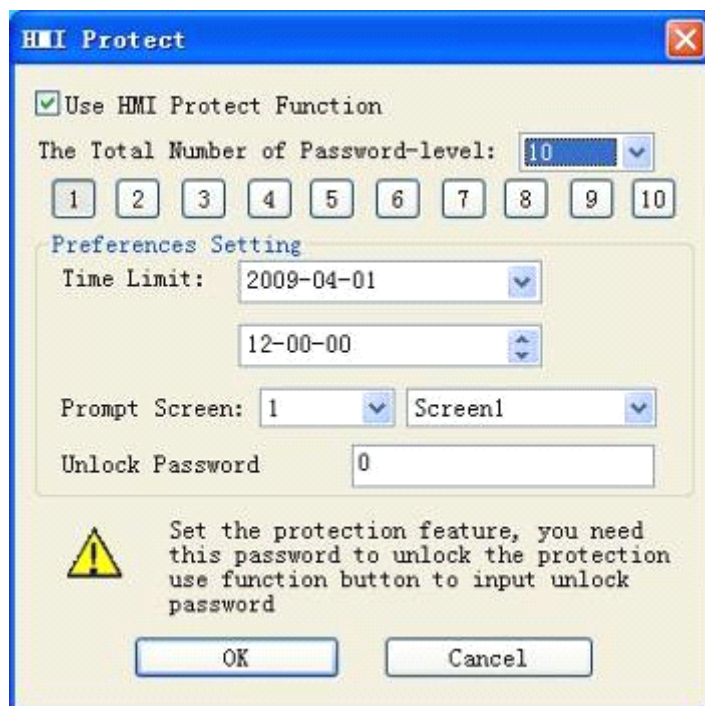 HMI Protect
Use HMI Protect Function
The Total Number of Password-level: 10
1 2 3 4 5 6 7 8 9 10
Preferences Setting
Time Limit: 2009-04-01
12-00-00
Prompt Screen: 1 Screen1
Unlock Password 0
Set the protection feature, you need
this password to unlock the protection
use function button to input unlock
password
OK Cancel